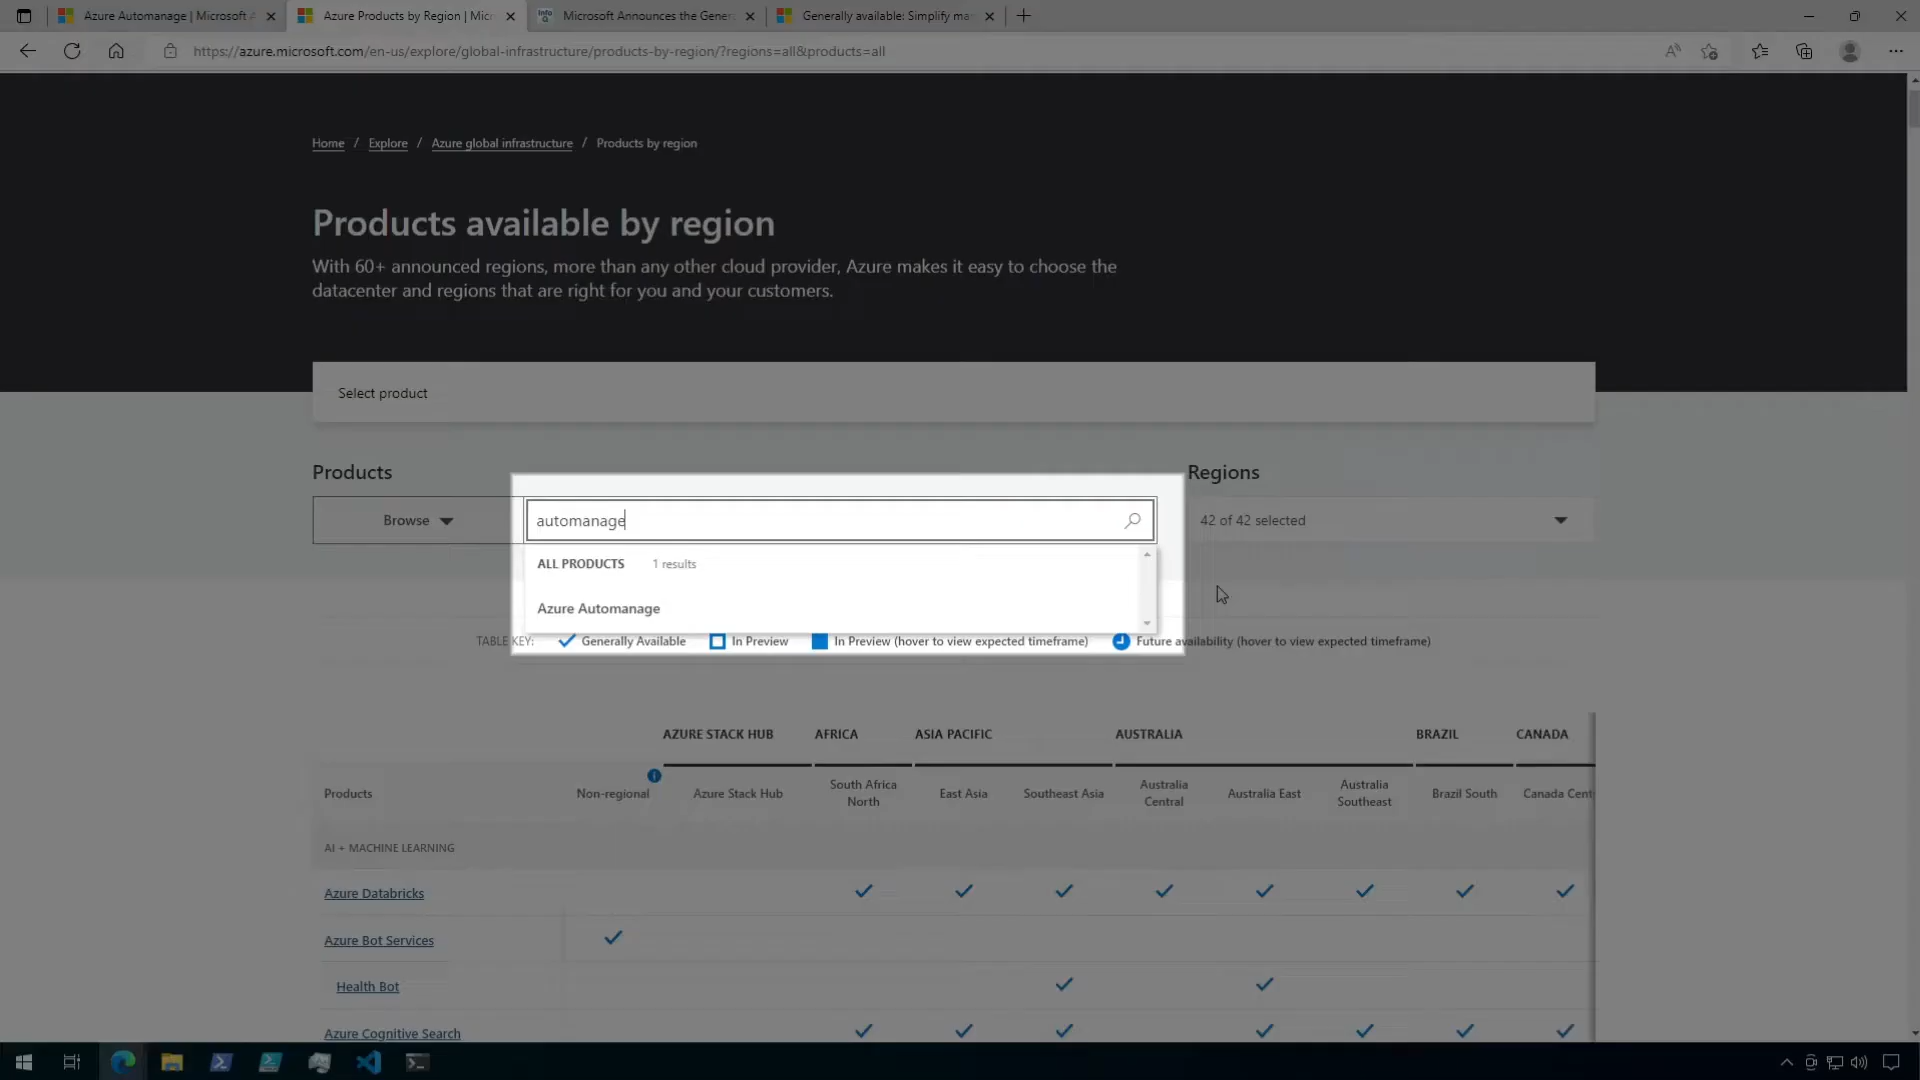 Azure Automanage | Microsoft A
Azure Products by Region | Micr
Microsoft Announces the Genera
Generally available: Simplify ma
https://azure.microsoft.com/en-us/explore/global-infrastructure/products-by-region/?regions=all&products=all
Home / Explore / Azure global infrastructure / Products by region
Products available by region
With 60+ announced regions, more than any other cloud provider, Azure makes it easy to choose the
datacenter and regions that are right for you and your customers.
Select product
Products
Regions
Browse
automanage
42 of 42 selected
ALL PRODUCTS 1 results
Azure Automanage
TABLE KEY: Generally Available In Preview In Preview (hover to view expected timeframe) Future availability (hover to view expected timeframe)
AZURE STACK HUB AFRICA ASIA PACIFIC AUSTRALIA BRAZIL CANADA
Products Non-regional Azure Stack Hub South Africa North East Asia Southeast Asia Australia Central Australia East Australia Southeast Brazil South Canada Cent
AI + MACHINE LEARNING
Azure Databricks
Azure Bot Services
Health Bot
Azure Cognitive Search